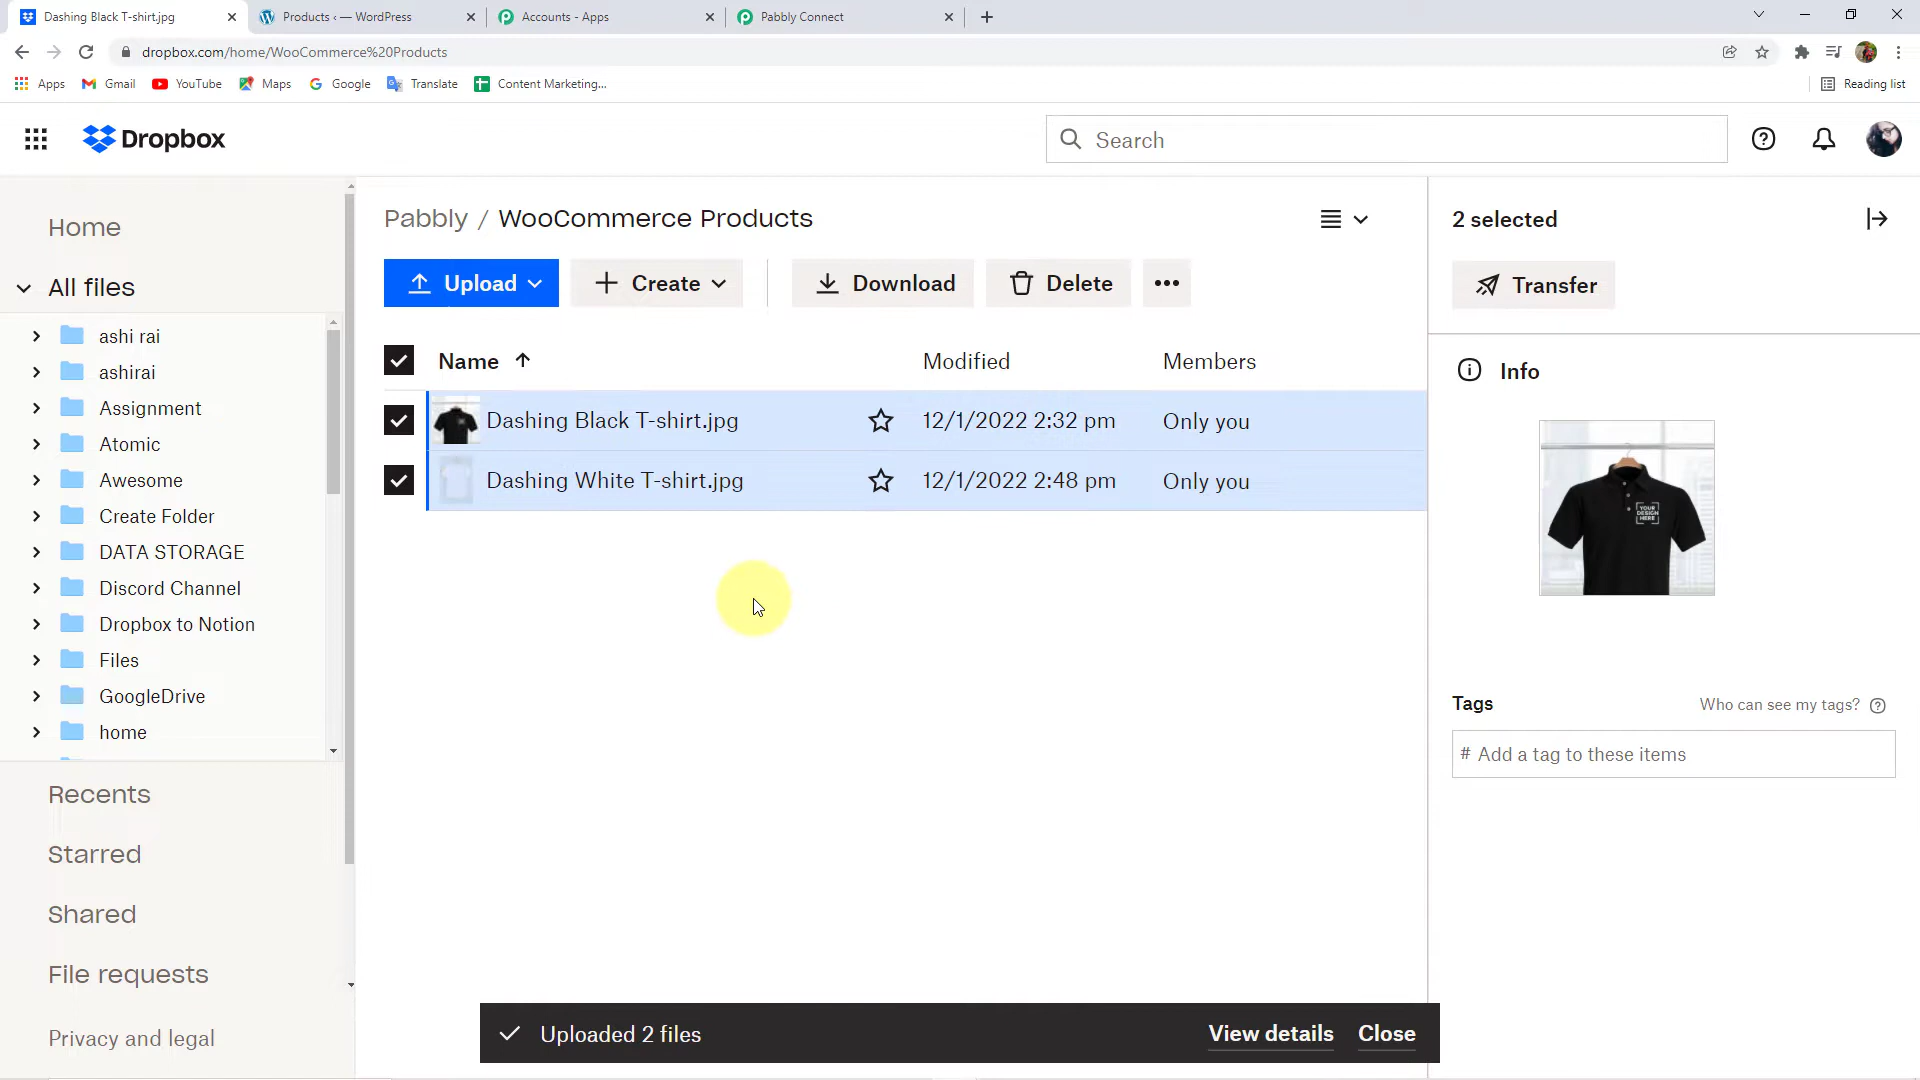 Dashing Black T-shirt.jpg
Products ‹ — WordPress
Accounts - Apps
Pabbly Connect
dropbox.com/home/WooCommerce%20Products
Apps
Gmail
YouTube
Maps
Google
Translate
Content Marketing...
Reading list
Dropbox
Search
Home
All files
ashi rai
ashirai
Assignment
Atomic
Awesome
Create Folder
DATA STORAGE
Discord Channel
Dropbox to Notion
Files
GoogleDrive
home
Recents
Starred
Shared
File requests
Privacy and legal
Pabbly / WooCommerce Products
Upload
Create
Download
Delete
Name
Modified
Members
Dashing Black T-shirt.jpg 12/1/2022 2:32 pm Only you
Dashing White T-shirt.jpg 12/1/2022 2:48 pm Only you
2 selected
Transfer
Info
YOUR
DESIGN
HERE
Tags
Who can see my tags?
# Add a tag to these items
Uploaded 2 files
View details
Close